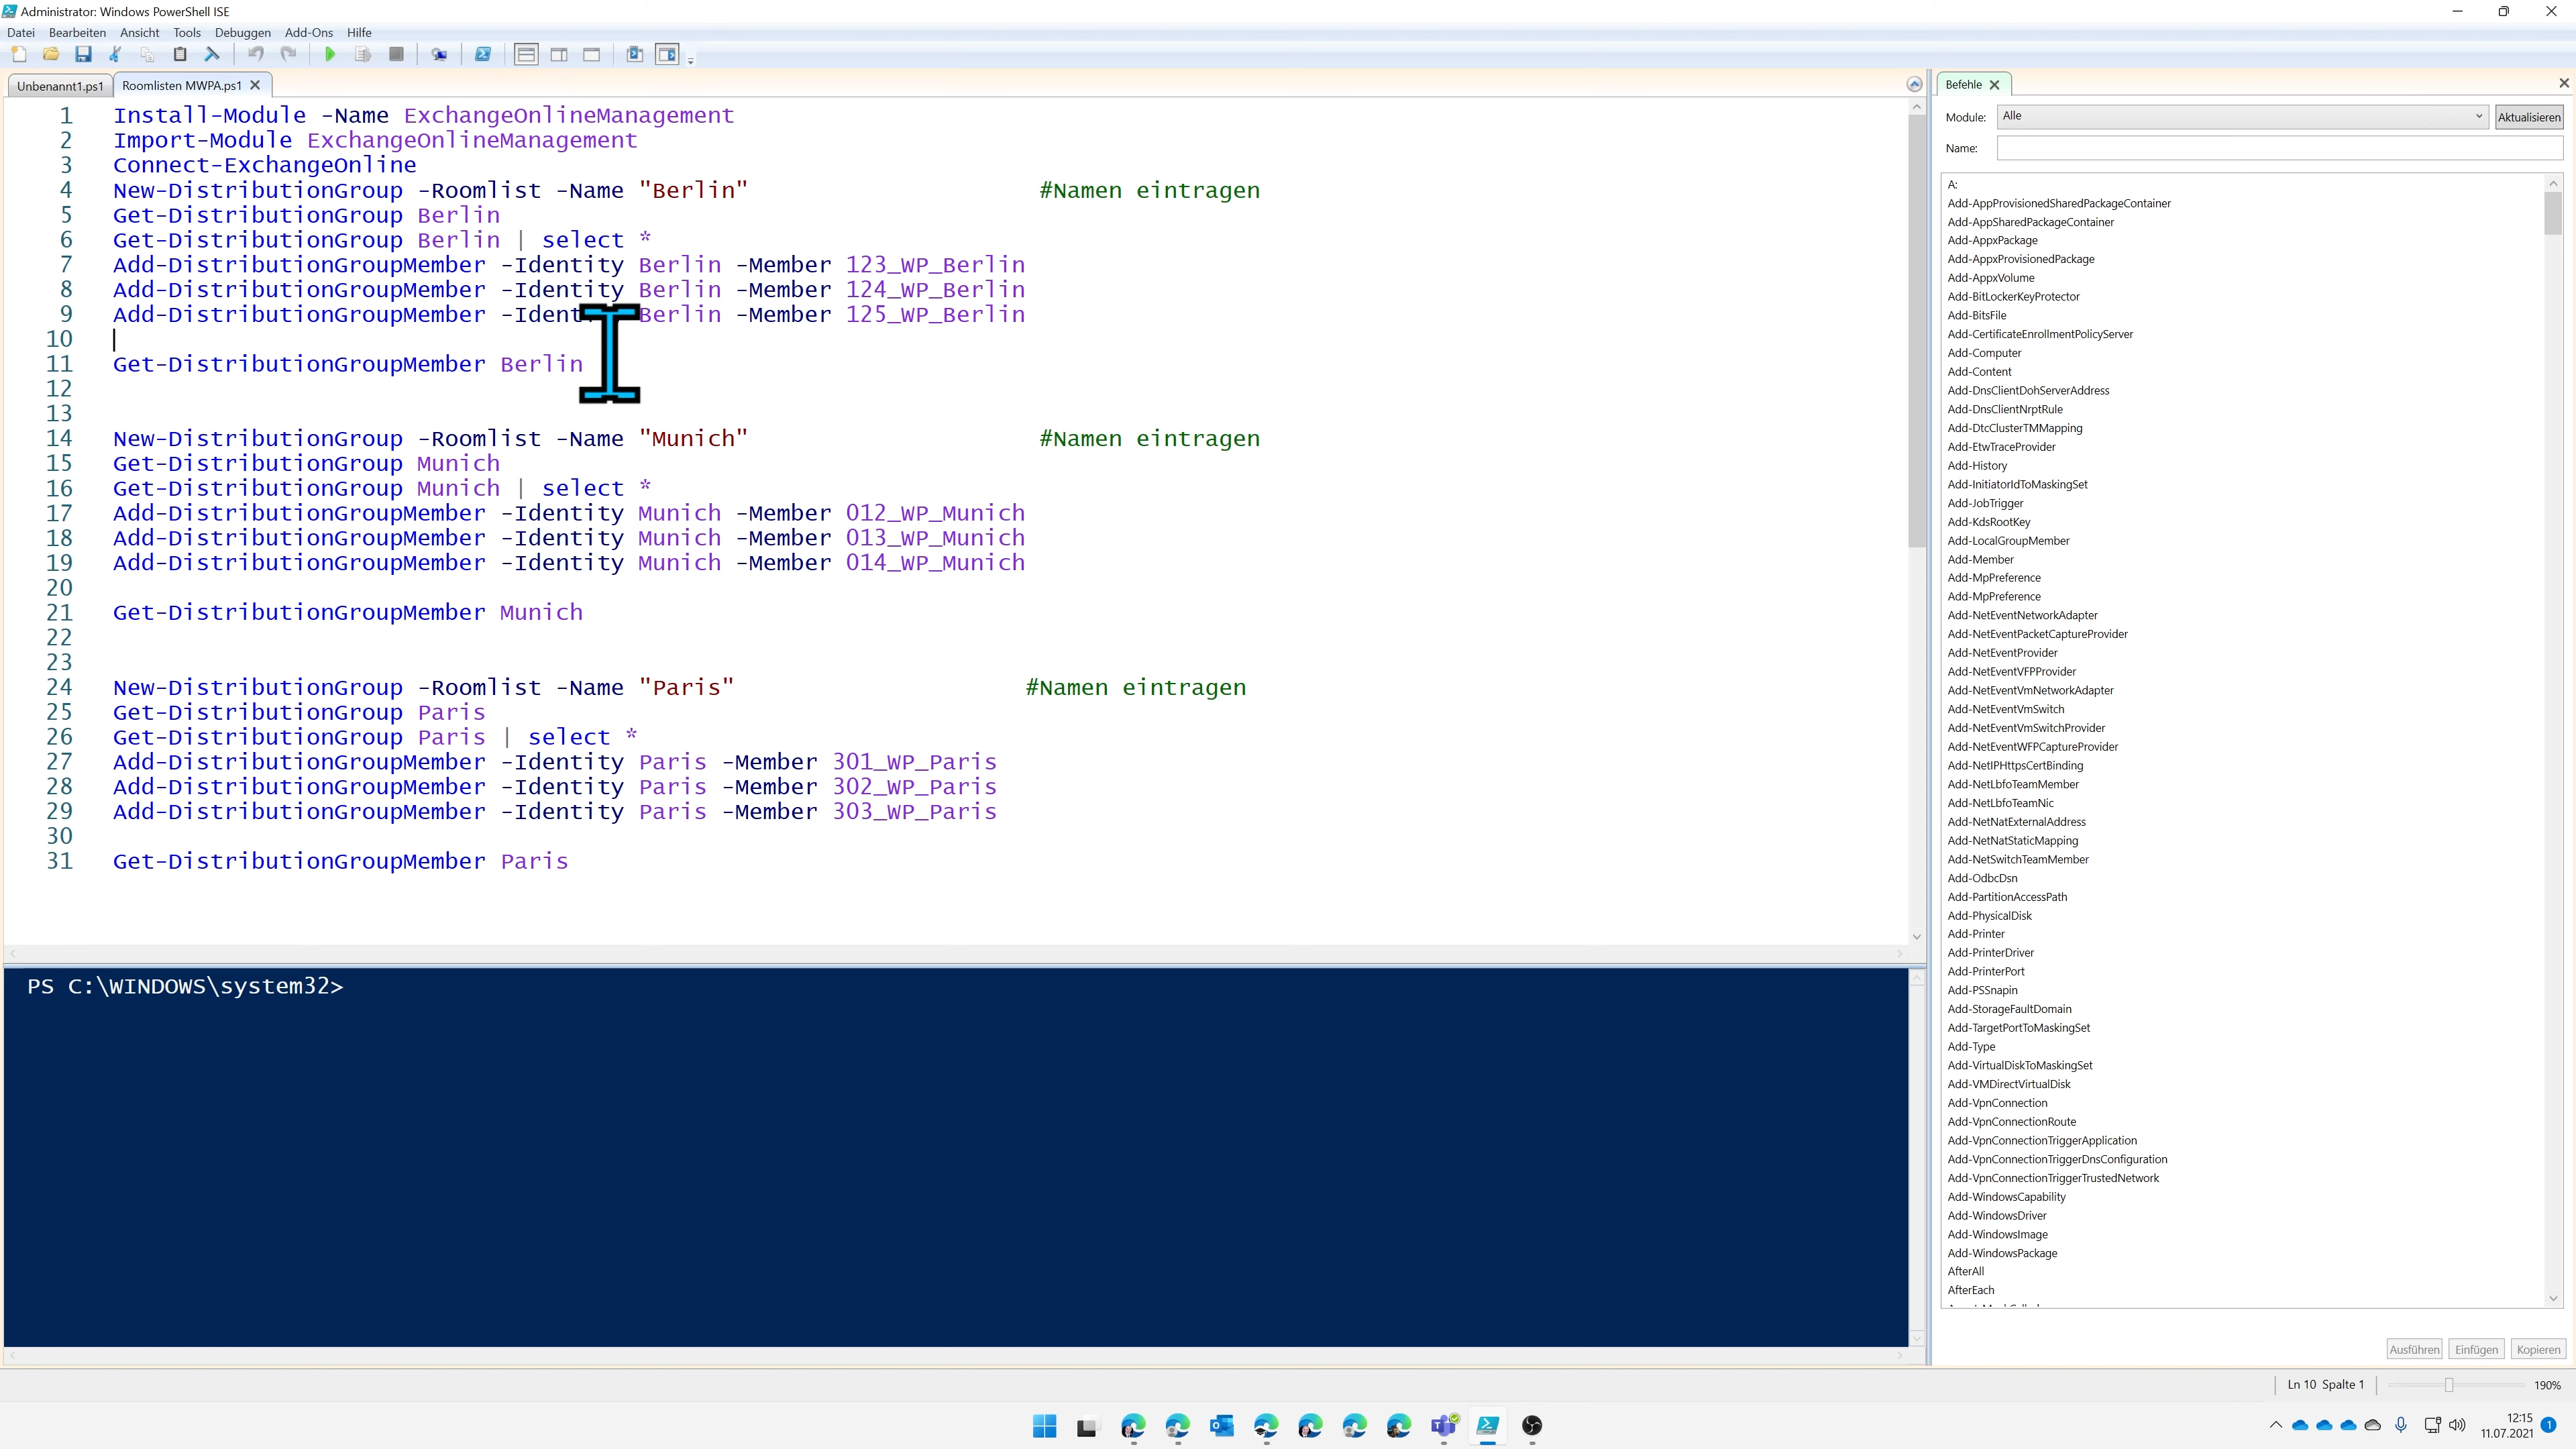 Administrator: Windows PowerShell ISE
Datei Bearbeiten Ansicht Tools Debuggen Add-Ons Hilfe
Unbenannt1.ps1 Roomlisten MWPA.ps1
1 Install-Module -Name ExchangeOnlineManagement
2 Import-Module ExchangeOnlineManagement
3 Connect-ExchangeOnline
4 New-DistributionGroup -Roomlist -Name "Berlin" #Namen eintragen
5 Get-DistributionGroup Berlin
6 Get-DistributionGroup Berlin | select *
7 Add-DistributionGroupMember -Identity Berlin -Member 123_WP_Berlin
8 Add-DistributionGroupMember -Identity Berlin -Member 124_WP_Berlin
9 Add-DistributionGroupMember Berlin -Member 125_WP_Berlin
10
11 Get-DistributionGroupMember Berlin
12
13
14 New-DistributionGroup -Roomlist -Name "Munich" #Namen eintragen
15 Get-DistributionGroup Munich
16 Get-DistributionGroup Munich | select *
17 Add-DistributionGroupMember -Identity Munich -Member 012_WP_Munich
18 Add-DistributionGroupMember -Identity Munich -Member 013_WP_Munich
19 Add-DistributionGroupMember -Identity Munich -Member 014_WP_Munich
20
21 Get-DistributionGroupMember Munich
22
23
24 New-DistributionGroup -Roomlist -Name "Paris" #Namen eintragen
25 Get-DistributionGroup Paris
26 Get-DistributionGroup Paris | select *
27 Add-DistributionGroupMember -Identity Paris -Member 301_WP_Paris
28 Add-DistributionGroupMember -Identity Paris -Member 302_WP_Paris
29 Add-DistributionGroupMember -Identity Paris -Member 303_WP_Paris
30
31 Get-DistributionGroupMember Paris
PS C:\WINDOWS\system32>
Befehle
Module: Alle Aktualisieren
Name:
A:
Add-AppProvisionedSharedPackageContainer
Add-AppSharedPackageContainer
Add-AppxPackage
Add-AppxProvisionedPackage
Add-AppxVolume
Add-BitLockerKeyProtector
Add-BitsFile
Add-CertificateEnrollmentPolicyServer
Add-Computer
Add-Content
Add-DnsClientDohServerAddress
Add-DnsClientNrptRule
Add-DtcClusterTMMapping
Add-EtwTraceProvider
Add-History
Add-InitiatorIdToMaskingSet
Add-JobTrigger
Add-KdsRootKey
Add-LocalGroupMember
Add-Member
Add-MpPreference
Add-MpPreference
Add-NetEventNetworkAdapter
Add-NetEventPacketCaptureProvider
Add-NetEventProvider
Add-NetEventVFPProvider
Add-NetEventVmNetworkAdapter
Add-NetEventVmSwitch
Add-NetEventVmSwitchProvider
Add-NetEventWFPCaptureProvider
Add-NetIPHttpsCertBinding
Add-NetLbfoTeamMember
Add-NetLbfoTeamNic
Add-NetNatExternalAddress
Add-NetNatStaticMapping
Add-NetSwitchTeamMember
Add-OdbcDsn
Add-PartitionAccessPath
Add-PhysicalDisk
Add-Printer
Add-PrinterDriver
Add-PrinterPort
Add-PSSnapin
Add-StorageFaultDomain
Add-TargetPortToMaskingSet
Add-Type
Add-VirtualDiskToMaskingSet
Add-VMDirectVirtualDisk
Add-VpnConnection
Add-VpnConnectionRoute
Add-VpnConnectionTriggerApplication
Add-VpnConnectionTriggerDnsConfiguration
Add-VpnConnectionTriggerTrustedNetwork
Add-WindowsCapability
Add-WindowsDriver
Add-WindowsImage
Add-WindowsPackage
AfterAll
AfterEach
Ausführen Einfügen Kopieren
Ln 10 Spalte 1 190%
12:15
11.07.2021 1